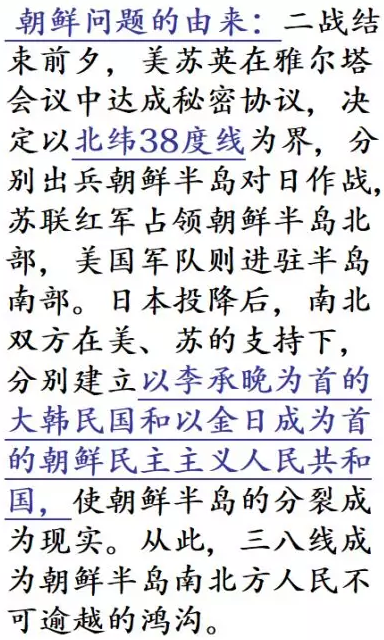 朝鲜问题的由来：二战结
束前夕，美苏英在雅尔塔
会议中达成秘密协议，决
定以北纬38度线为界，分
别出兵朝鲜半岛对日作战，
苏联红军占领朝鲜半岛北
部，美国军队则进驻半岛
南部。日本投降后，南北
双方在美、苏的支持下，
分别建立以李承晚为首的
大韩民国和以金日成为首
的朝鲜民主主义人民共和
国，使朝鲜半岛的分裂成
为现实。从此，三八线成
为朝鲜半岛南北方人民不
可逾越的鸿沟。